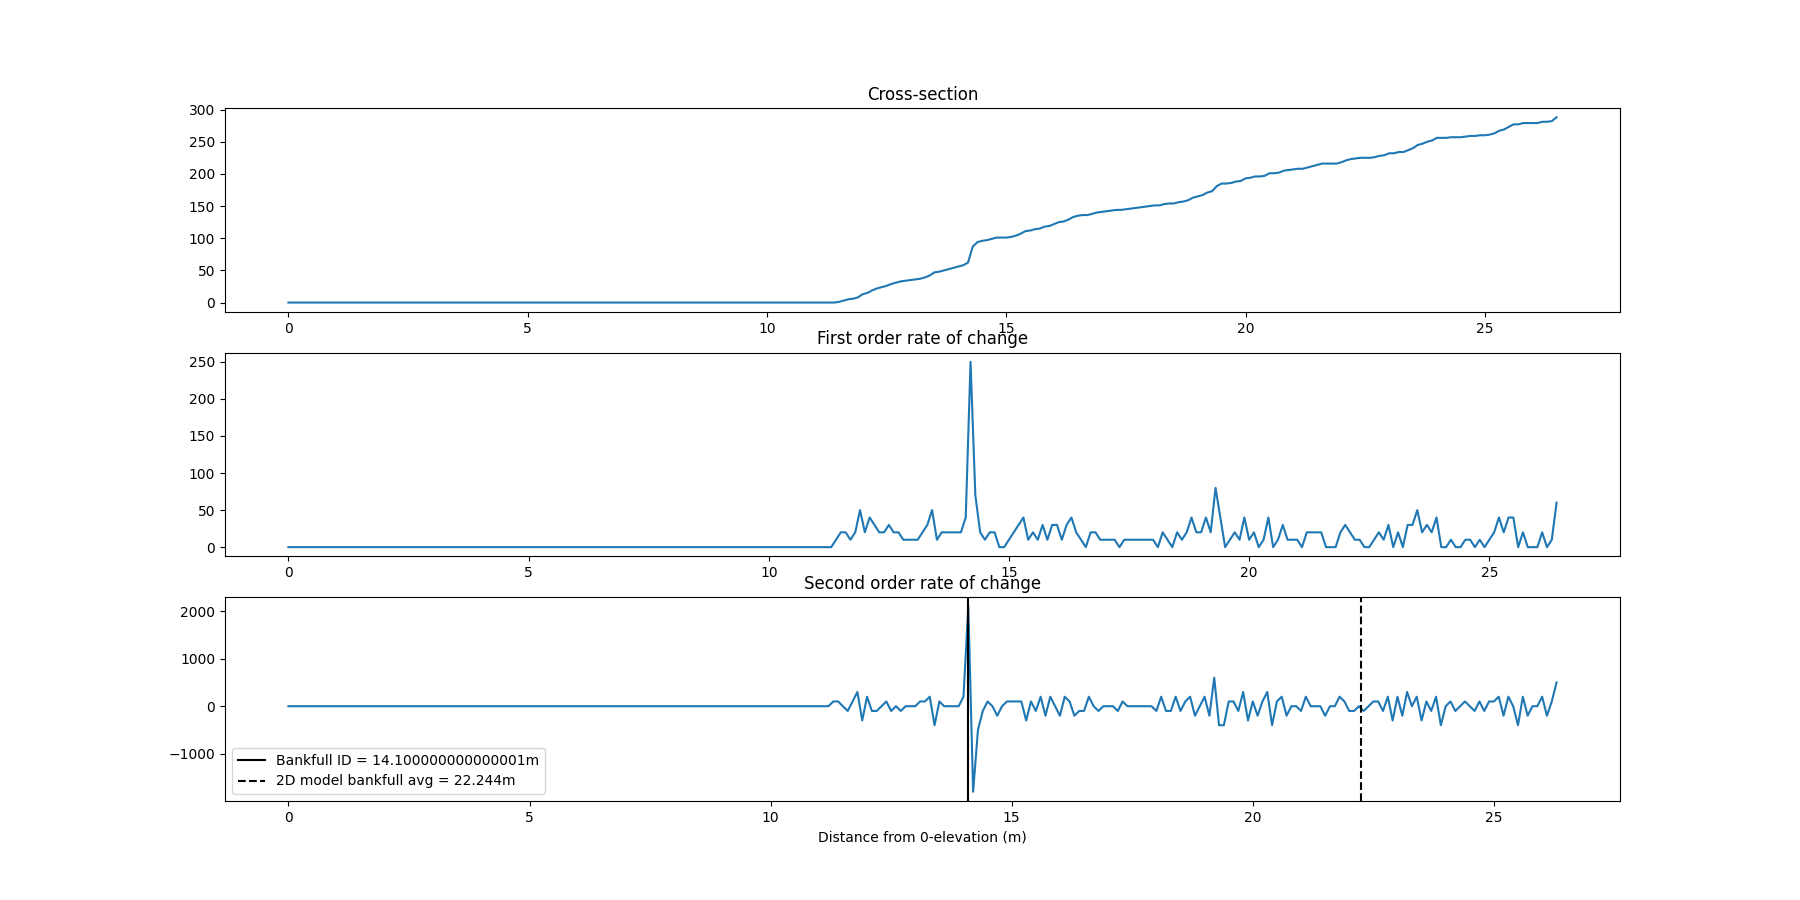 Cross-section
300
250
200
150
100
50
0
0 5 10 15 20 25
First order rate of change
250
200
150
100
50
0
0 5 10 15 20 25
Second order rate of change
2000
1000
0
−1000
Bankfull ID = 14.100000000000001m
2D model bankfull avg = 22.244m
0 5 10 15 20 25
Distance from 0-elevation (m)